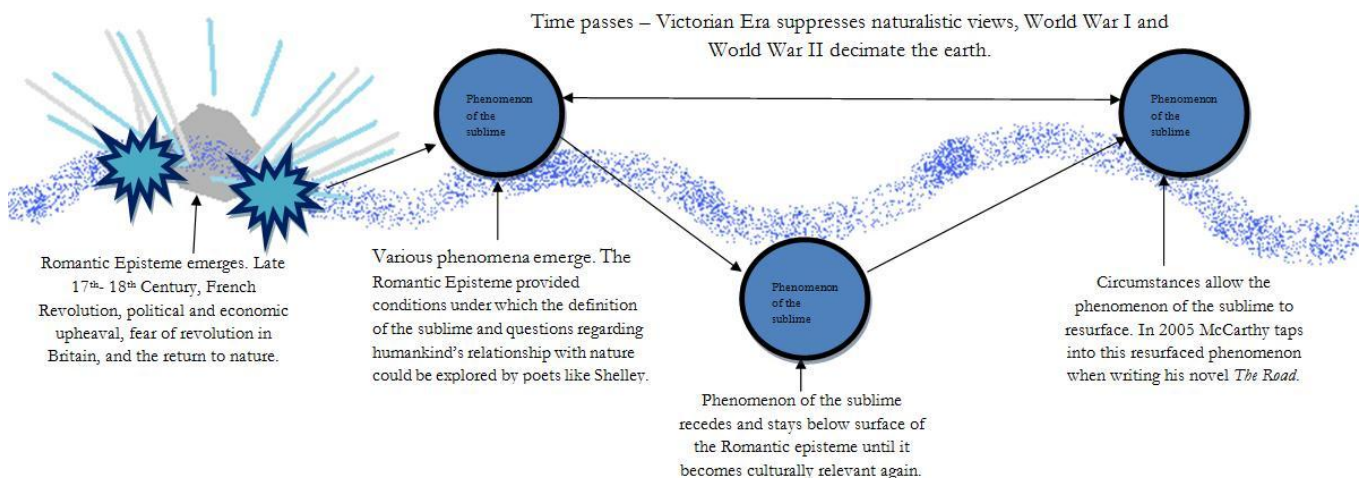 Time passes – Victorian Era suppresses naturalistic views, World War I and
World War II decimate the earth.
Phenomenon
of the
sublime
Phenomenon
of the
sublime
Romantic Episteme emerges. Late
17th- 18th Century, French
Revolution, political and economic
upheaval, fear of revolution in
Britain, and the return to nature.
Various phenomena emerge. The
Romantic Episteme provided
conditions under which the definition
of the sublime and questions regarding
humankind's relationship with nature
could be explored by poets like Shelley.
Phenomenon
of the
sublime
Phenomenon of the sublime
recedes and stays below surface of
the Romantic episteme until it
becomes culturally relevant again.
Circumstances allow the
phenomenon of the sublime to
resurface. In 2005 McCarthy taps
into this resurfaced phenomenon
when writing his novel The Road.